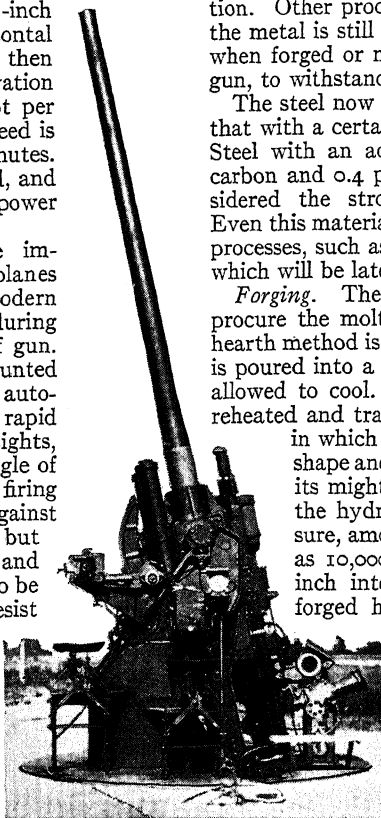 -inch
ontal
then
vation
ot per
eed is
nutes.
l, and
power
e im-
planes
odern
during
f gun.
unted
auto-
rapid
ights,
gle of
firing
gainst
but
and
o be
esist
tion. Other proc
the metal is still
when forged or n
gun, to withstand
The steel now
that with a certa
Steel with an ac
carbon and 0.4 p
sidered the stro
Even this materia
processes, such as
which will be late
Forging. The
procure the molt
hearth method is
is poured into a
allowed to cool.
reheated and tra
in which
shape and
its might
the hydr
sure, amo
as 10,000
inch inte
forged h